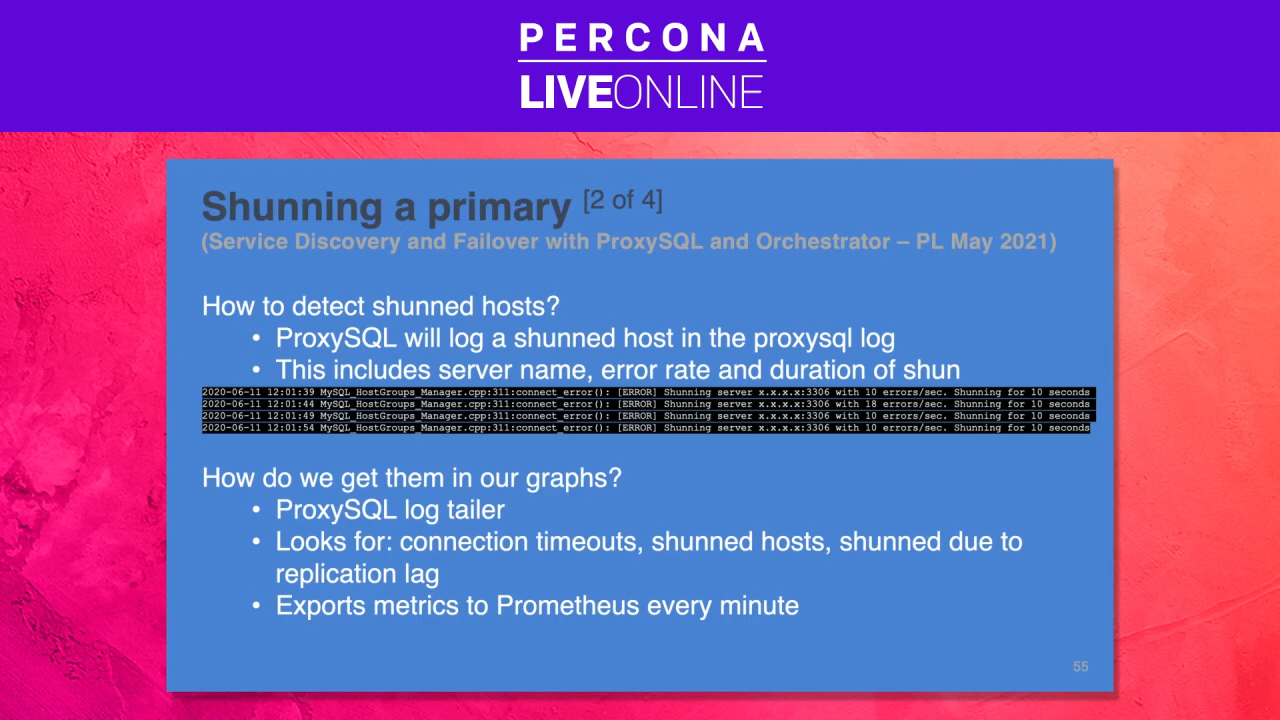 PERCONA
LIVEONLINE
Shunning a primary [2 of 4]
(Service Discovery and Failover with ProxySQL and Orchestrator – PL May 2021)
How to detect shunned hosts?
• ProxySQL will log a shunned host in the proxysql log
• This includes server name, error rate and duration of shun
2020-06-11 12:01:39 MySQL_HostGroups_Manager.cpp:311:connect_error(): [ERROR] Shunning server x.x.x.x:3306 with 10 errors/sec. Shunning for 10 seconds
2020-06-11 12:01:44 MySQL_HostGroups_Manager.cpp:311:connect_error(): [ERROR] Shunning server x.x.x.x:3306 with 18 errors/sec. Shunning for 10 seconds
2020-06-11 12:01:49 MySQL_HostGroups_Manager.cpp:311:connect_error(): [ERROR] Shunning server x.x.x.x:3306 with 10 errors/sec. Shunning for 10 seconds
2020-06-11 12:01:54 MySQL_HostGroups_Manager.cpp:311:connect_error(): [ERROR] Shunning server x.x.x.x:3306 with 10 errors/sec. Shunning for 10 seconds
How do we get them in our graphs?
• ProxySQL log tailer
• Looks for: connection timeouts, shunned hosts, shunned due to
replication lag
• Exports metrics to Prometheus every minute
55